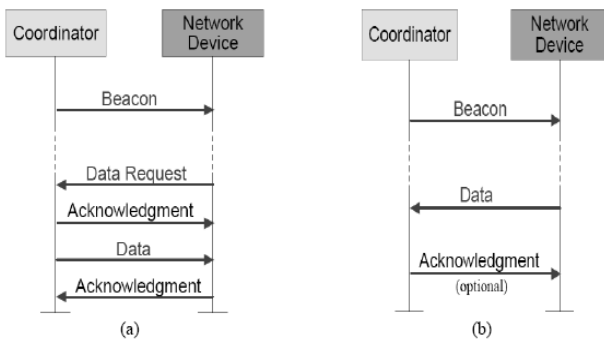 Coordinator
Network
Device
Beacon
Data Request
Acknowledgment
Data
Acknowledgment
(a)
Coordinator
Network
Device
Beacon
Data
Acknowledgment
(optional)
(b)